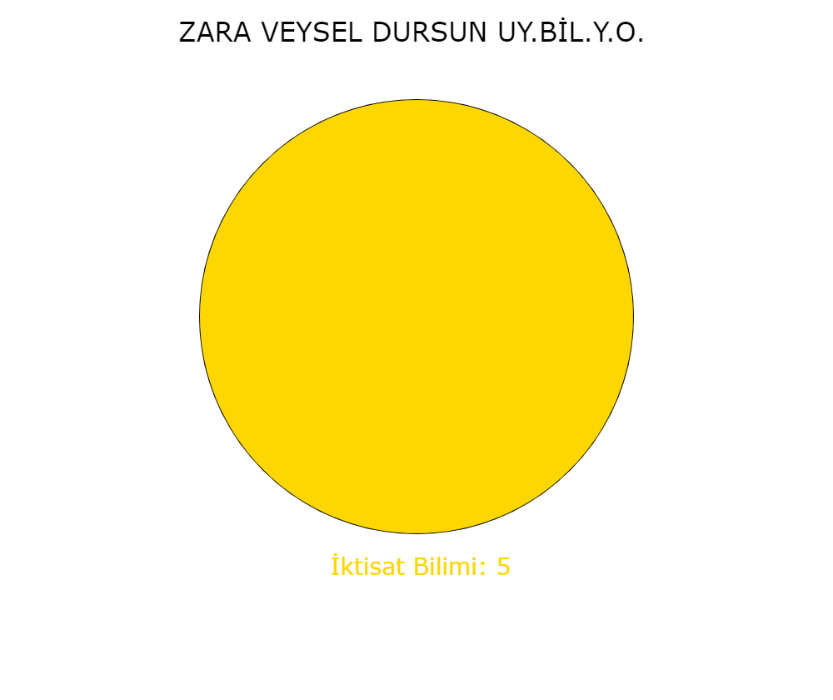 ZARA VEYSEL DURSUN UY.BİL.Y.O.
İktisat Bilimi: 5